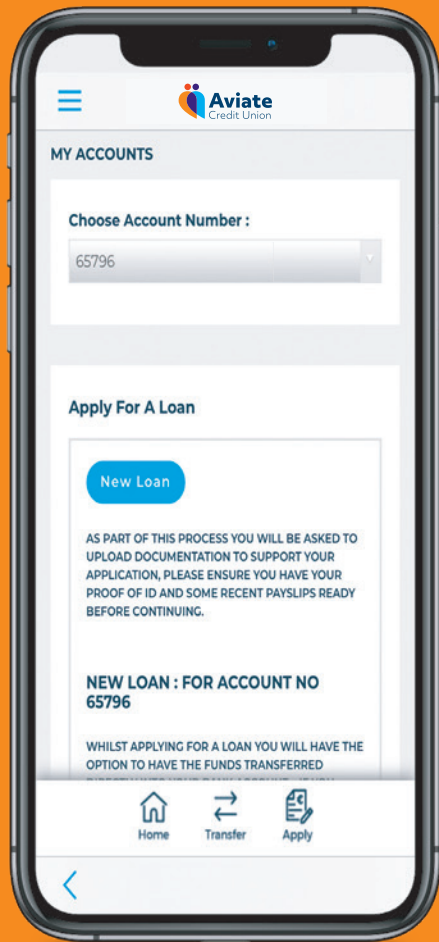 Aviate
Credit Union
MY ACCOUNTS
Choose Account Number :
65796
Apply For A Loan
New Loan
AS PART OF THIS PROCESS YOU WILL BE ASKED TO
UPLOAD DOCUMENTATION TO SUPPORT YOUR
APPLICATION, PLEASE ENSURE YOU HAVE YOUR
PROOF OF ID AND SOME RECENT PAYSLIPS READY
BEFORE CONTINUING.
NEW LOAN : FOR ACCOUNT NO
65796
WHILST APPLYING FOR A LOAN YOU WILL HAVE THE
OPTION TO HAVE THE FUNDS TRANSFERRED
Home Transfer Apply